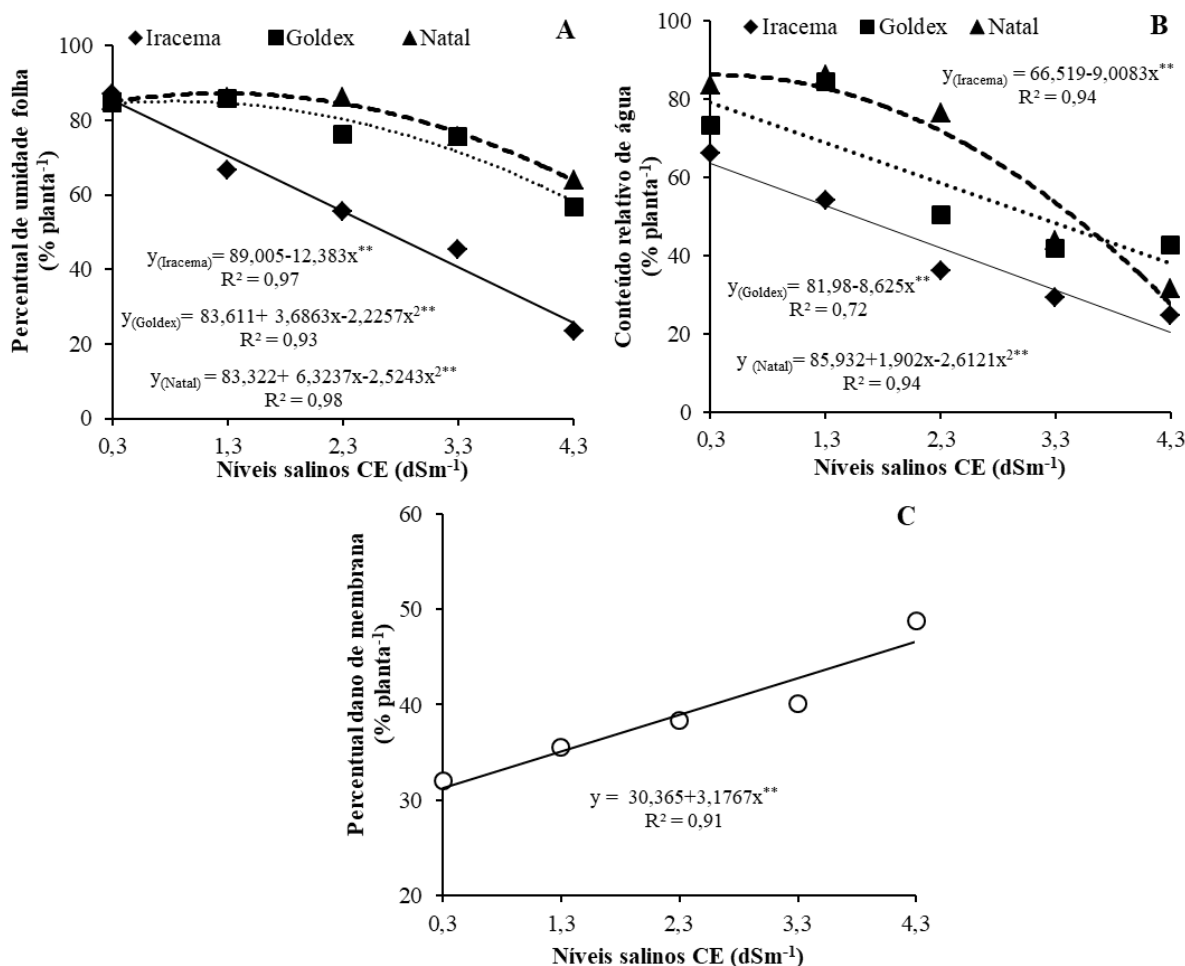 Iracema Goldex Natal A
Percentual de umidade folha
(% planta-1)
100
80
60
40
20
0
y(Iracema)= 89,005-12,383x**
R² = 0,97
y(Goldex)= 83,611+ 3,6863x-2,2257x2**
R² = 0,93
y(Natal)= 83,322+ 6,3237x-2,5243x2**
R² = 0,98
0,3 1,3 2,3 3,3 4,3
Níveis salinos CE (dSm-1)
Iracema Goldex Natal B
Conteúdo relativo de água
(% planta-1)
100
80
60
40
20
0
y(Iracema) = 66,519-9,0083x**
R² = 0,94
y(Goldex)= 81,98-8,625x**
R² = 0,72
y (Natal)= 85,932+1,902x-2,6121x2**
R² = 0,94
0,3 1,3 2,3 3,3 4,3
Níveis salinos CE (dSm-1)
C
Percentual dano de membrana
(% planta-1)
60
50
40
30
20
y = 30,365+3,1767x**
R² = 0,91
0,3 1,3 2,3 3,3 4,3
Níveis salinos CE (dSm-1)